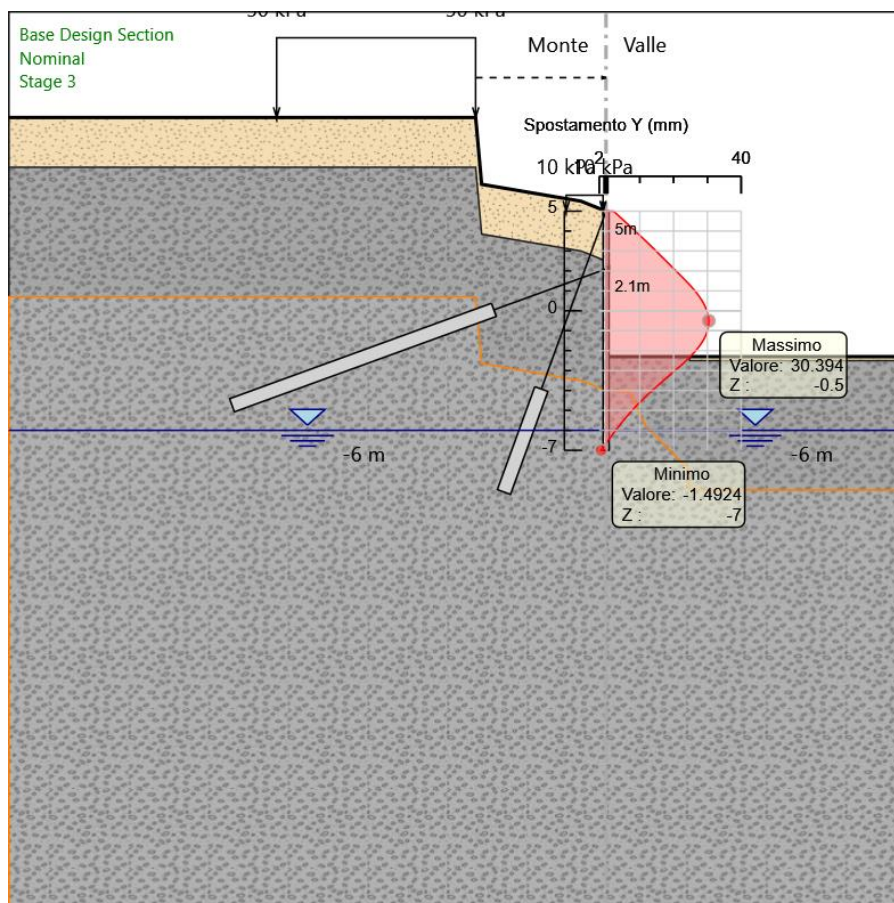 Base Design Section
Nominal
Stage 3
Monte
Valle
Spostamento Y (mm)
10 kPa
2
40
5
5m
2.1m
0
Massimo
Valore: 30.394
Z : -0.5
-7
-6 m
-6 m
Minimo
Valore: -1.4924
Z : -7